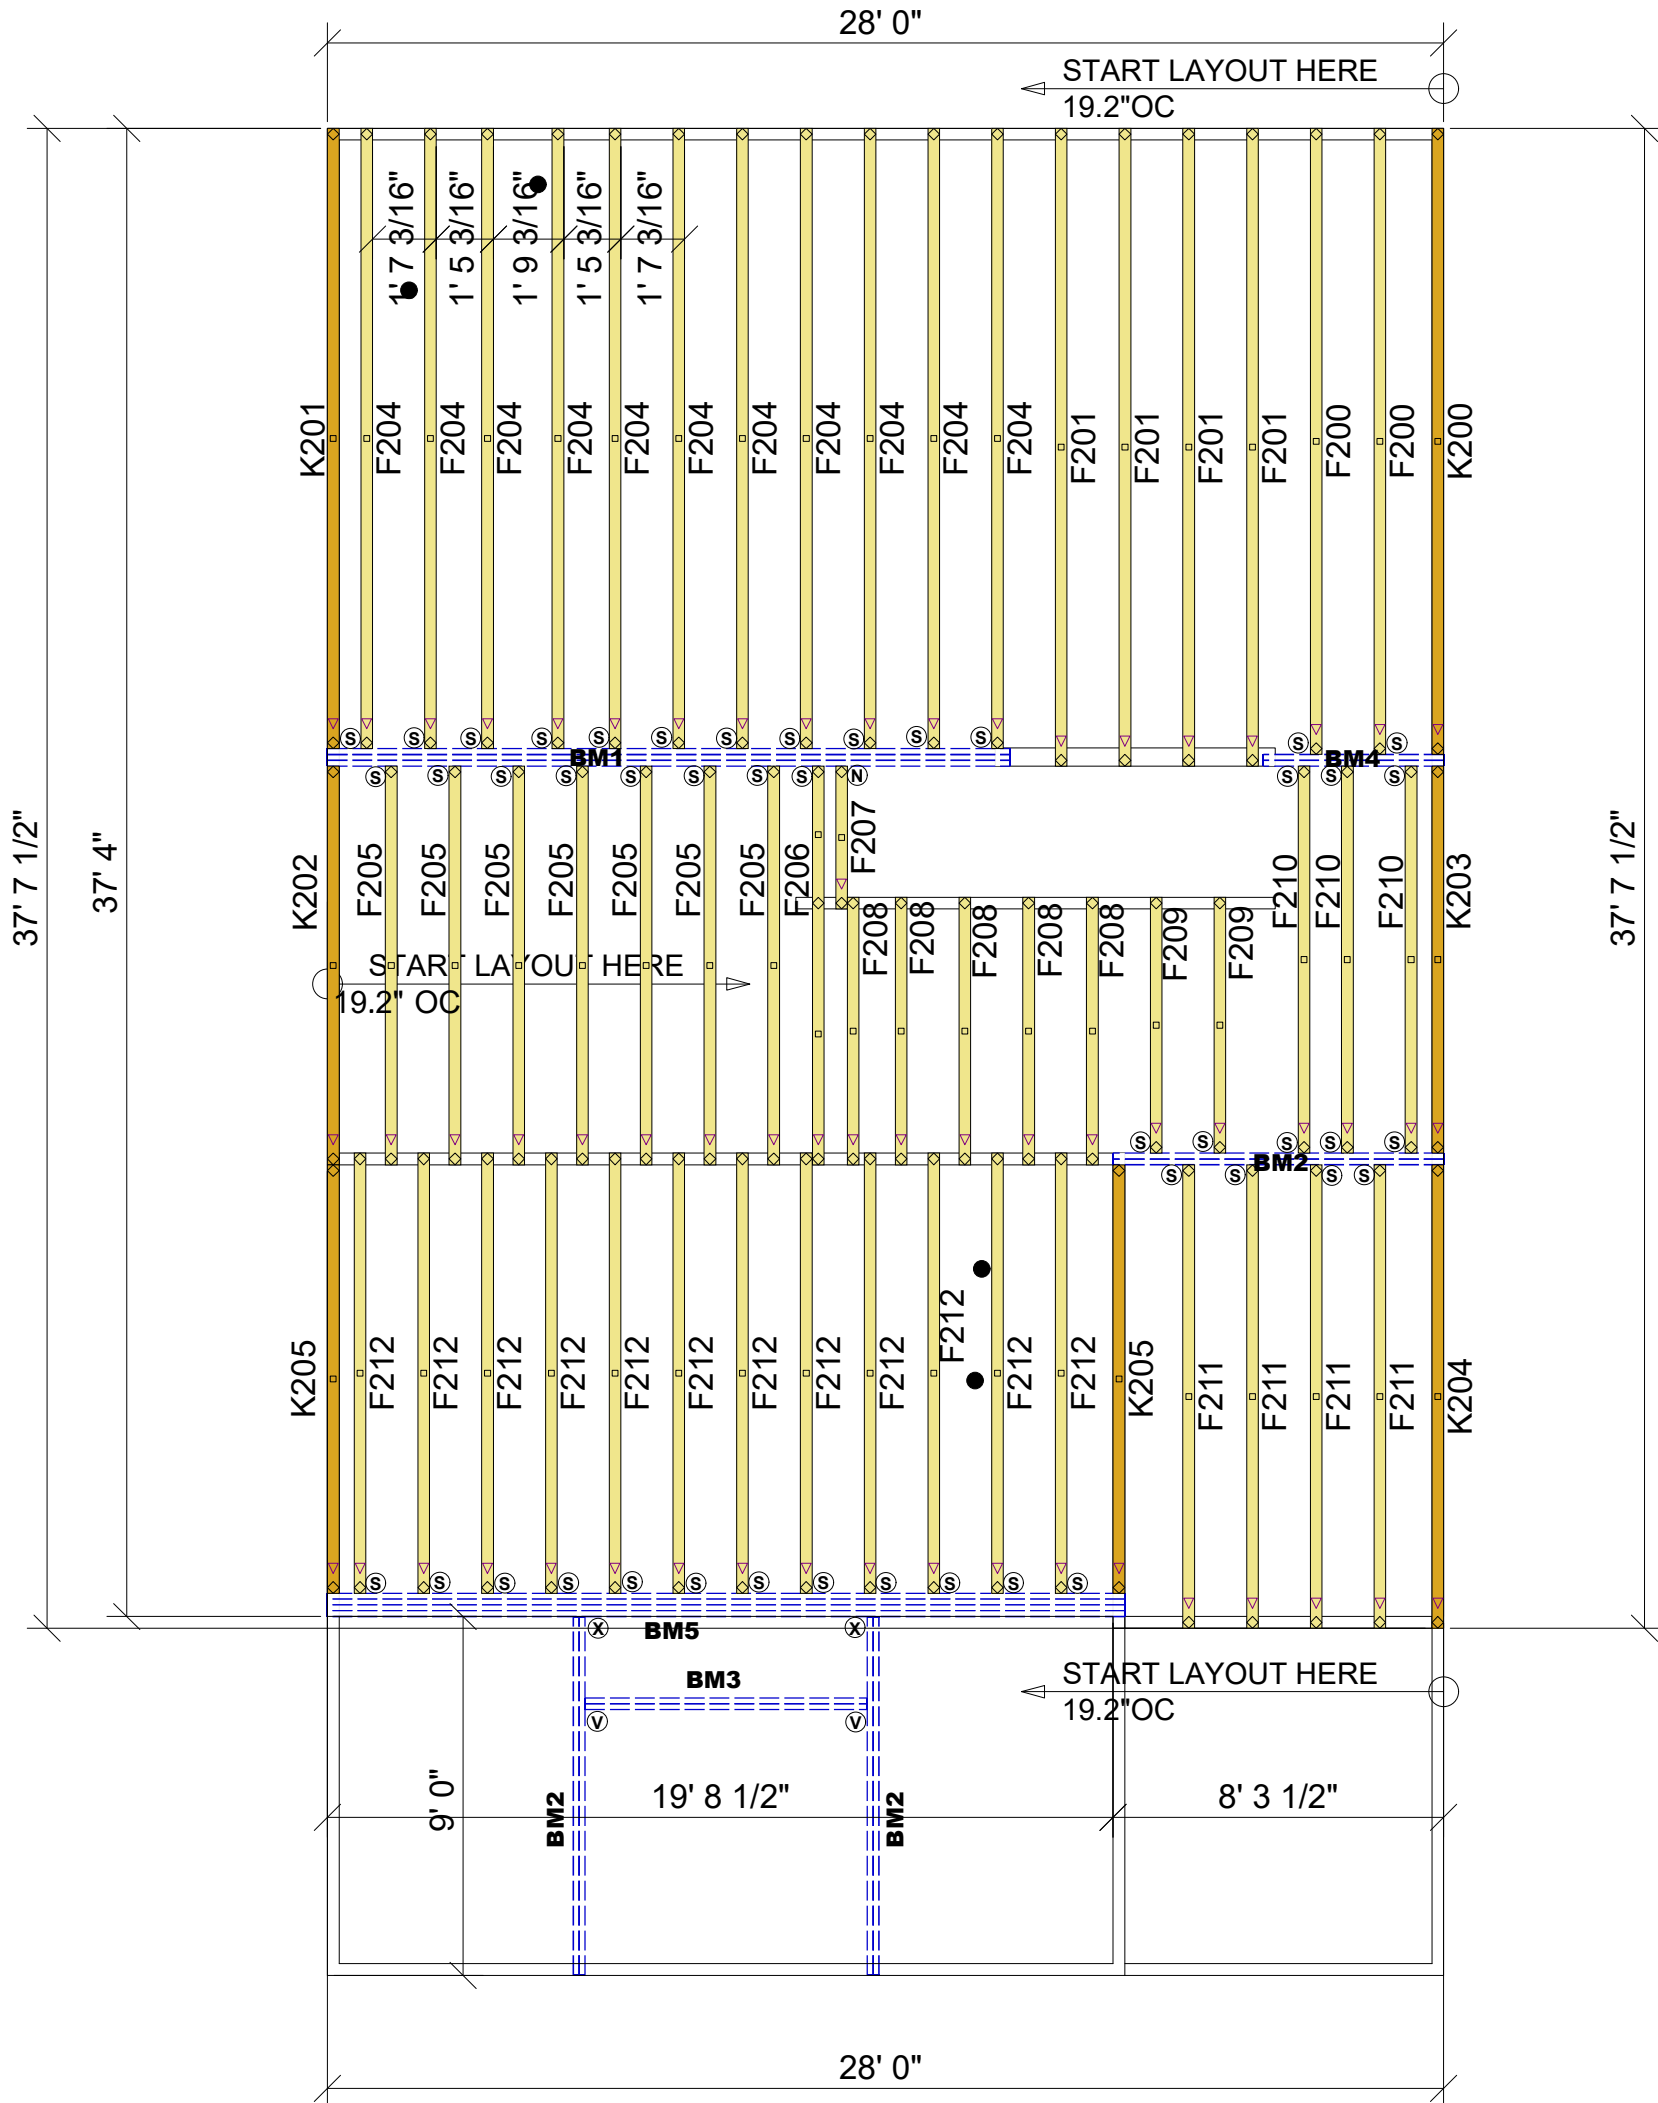 28' 0"
START LAYOUT HERE
19.2"OC
1' 7 3/16"
1' 5 3/16"
1' 9 3/16"
1' 5 3/16"
1' 7 3/16"
K201
F204
F204
F204
F204
F204
F204
F204
F204
F204
F204
F204
F201
F201
F201
F201
F200
F200
K200
S
S
S
S
S
S
S
S
S
S
S
S
S
BM1
BM4
S
S
S
S
S
S
S
S
N
S
S
S
37' 7 1/2"
37' 4"
37' 7 1/2"
K202
F205
F205
F205
F205
F205
F205
F205
F206
F207
F208
F208
F208
F208
F208
F209
F209
F210
F210
F210
K203
START LAYOUT HERE
19.2" OC
S
S
S
S
S
BM2
S
S
S
S
K205
F212
F212
F212
F212
F212
F212
F212
F212
F212
F212
F212
F212
K205
F211
F211
F211
F211
K204
S
S
S
S
S
S
S
S
S
S
S
S
X
BM5
X
BM3
V
V
START LAYOUT HERE
19.2"OC
9' 0"
BM2
19' 8 1/2"
BM2
8' 3 1/2"
28' 0"